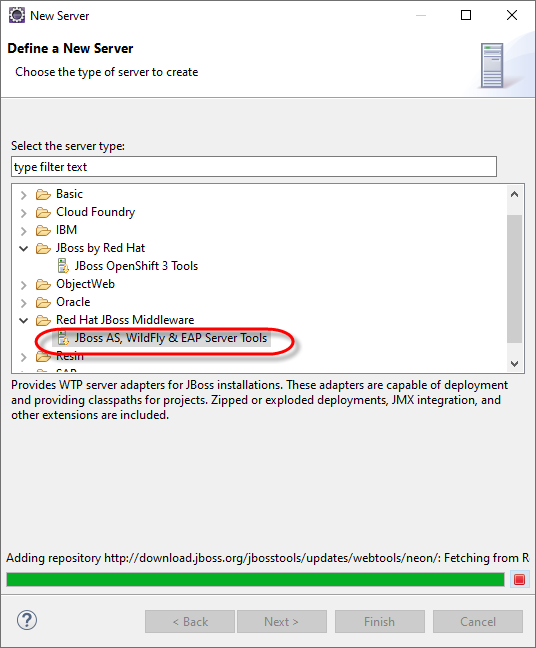 New Server
Define a New Server
Choose the type of server to create
Select the server type:
type filter text
Basic
Cloud Foundry
IBM
JBoss by Red Hat
JBoss OpenShift 3 Tools
ObjectWeb
Oracle
Red Hat JBoss Middleware
JBoss AS, WildFly & EAP Server Tools
Resin
SAP
Provides WTP server adapters for JBoss installations. These adapters are capable of deployment
and providing classpaths for projects. Zipped or exploded deployments, JMX integration, and
other extensions are included.
Adding repository http://download.jboss.org/jbosstools/updates/webtools/neon/: Fetching from R
?
< Back
Next >
Finish
Cancel